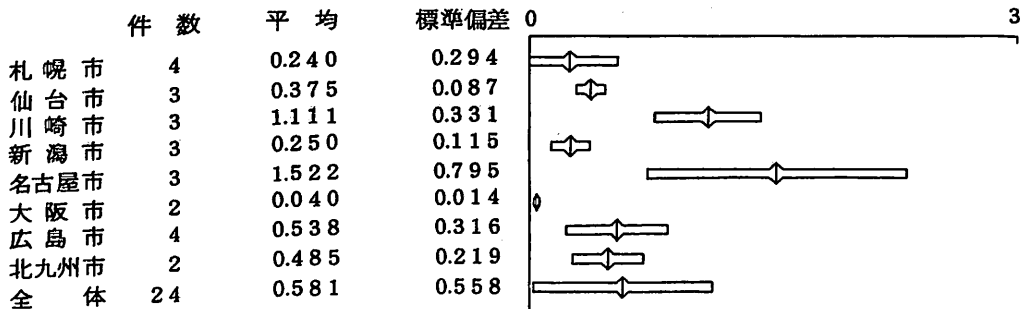 件数 平均 標準偏差 0 3
札幌市 4 0.240 0.294
仙台市 3 0.375 0.087
川崎市 3 1.111 0.331
新潟市 3 0.250 0.115
名古屋市 3 1.522 0.795
大阪市 2 0.040 0.014
広島市 4 0.538 0.316
北九州市 2 0.485 0.219
全体 24 0.581 0.558